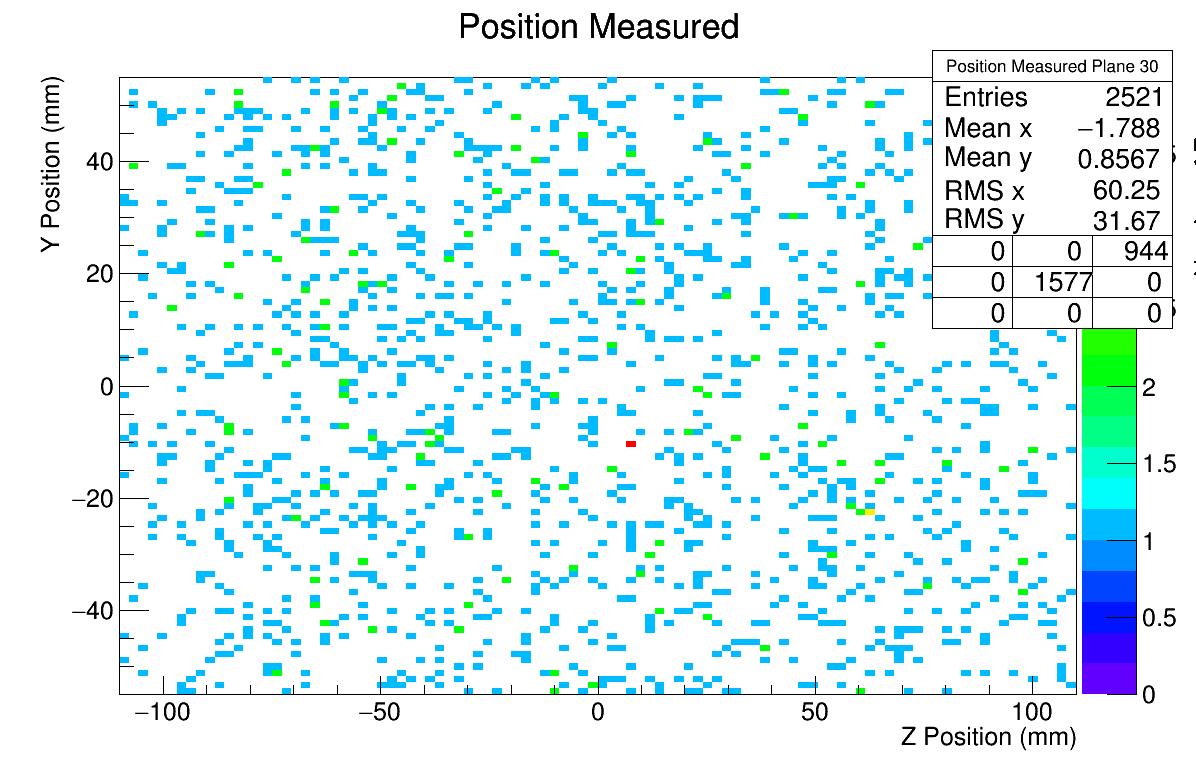 Position Measured
Position Measured Plane 30
Entries 2521
Mean x −1.788
Mean y 0.8567
RMS x 60.25
RMS y 31.67
0 0 944
0 1577 0
0 0 0
Y Position (mm)
40
20
0
−20
−40
−100 −50 0 50 100
Z Position (mm)
2
1.5
1
0.5
0